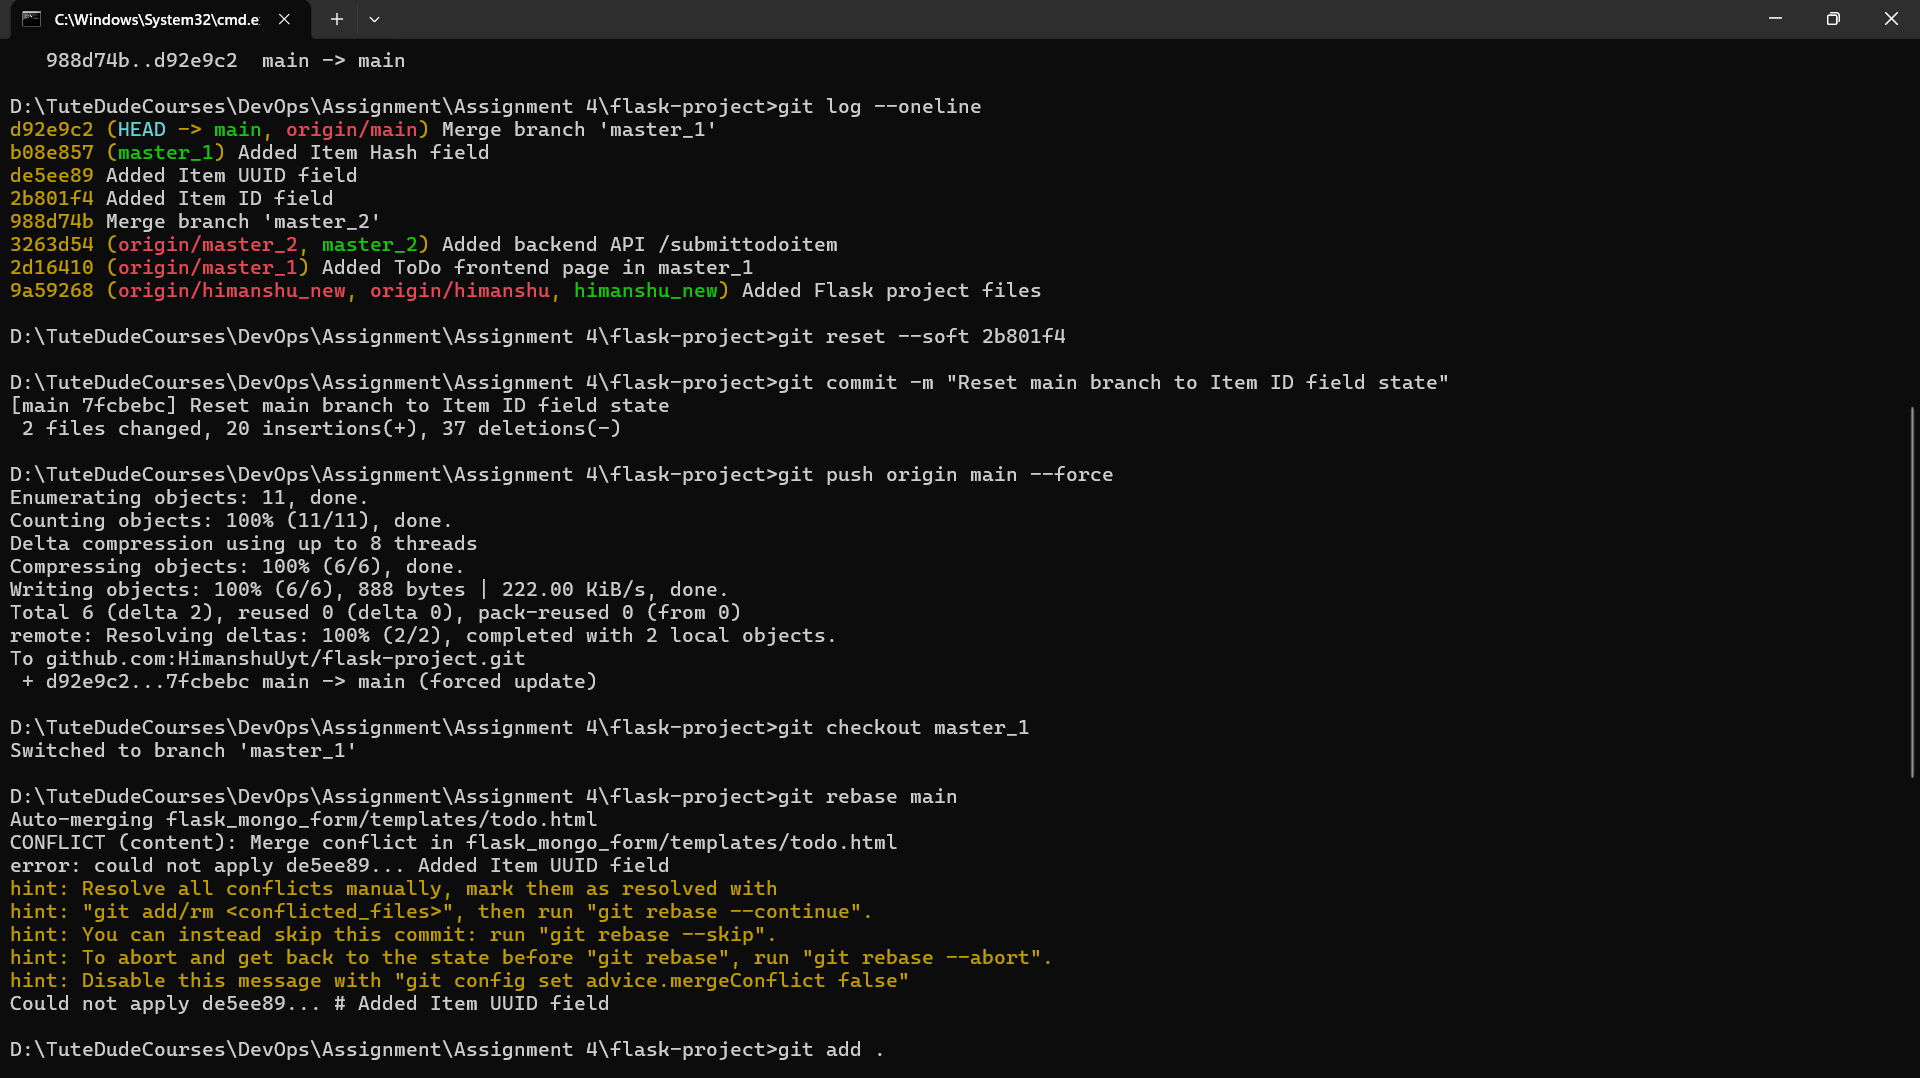 C:\Windows\System32\cmd.e
   988d74b..d92e9c2  main -> main
D:\TuteDudeCourses\DevOps\Assignment\Assignment 4\flask-project>git log --oneline
d92e9c2 (HEAD -> main, origin/main) Merge branch 'master_1'
b08e857 (master_1) Added Item Hash field
de5ee89 Added Item UUID field
2b801f4 Added Item ID field
988d74b Merge branch 'master_2'
3263d54 (origin/master_2, master_2) Added backend API /submittodoitem
2d16410 (origin/master_1) Added ToDo frontend page in master_1
9a59268 (origin/himanshu_new, origin/himanshu, himanshu_new) Added Flask project files
D:\TuteDudeCourses\DevOps\Assignment\Assignment 4\flask-project>git reset --soft 2b801f4
D:\TuteDudeCourses\DevOps\Assignment\Assignment 4\flask-project>git commit -m "Reset main branch to Item ID field state"
[main 7fcbebc] Reset main branch to Item ID field state
 2 files changed, 20 insertions(+), 37 deletions(-)
D:\TuteDudeCourses\DevOps\Assignment\Assignment 4\flask-project>git push origin main --force
Enumerating objects: 11, done.
Counting objects: 100% (11/11), done.
Delta compression using up to 8 threads
Compressing objects: 100% (6/6), done.
Writing objects: 100% (6/6), 888 bytes | 222.00 KiB/s, done.
Total 6 (delta 2), reused 0 (delta 0), pack-reused 0 (from 0)
remote: Resolving deltas: 100% (2/2), completed with 2 local objects.
To github.com:HimanshuUyt/flask-project.git
 + d92e9c2...7fcbebc main -> main (forced update)
D:\TuteDudeCourses\DevOps\Assignment\Assignment 4\flask-project>git checkout master_1
Switched to branch 'master_1'
D:\TuteDudeCourses\DevOps\Assignment\Assignment 4\flask-project>git rebase main
Auto-merging flask_mongo_form/templates/todo.html
CONFLICT (content): Merge conflict in flask_mongo_form/templates/todo.html
error: could not apply de5ee89... Added Item UUID field
hint: Resolve all conflicts manually, mark them as resolved with
hint: "git add/rm <conflicted_files>", then run "git rebase --continue".
hint: You can instead skip this commit: run "git rebase --skip".
hint: To abort and get back to the state before "git rebase", run "git rebase --abort".
hint: Disable this message with "git config set advice.mergeConflict false"
Could not apply de5ee89... # Added Item UUID field
D:\TuteDudeCourses\DevOps\Assignment\Assignment 4\flask-project>git add .